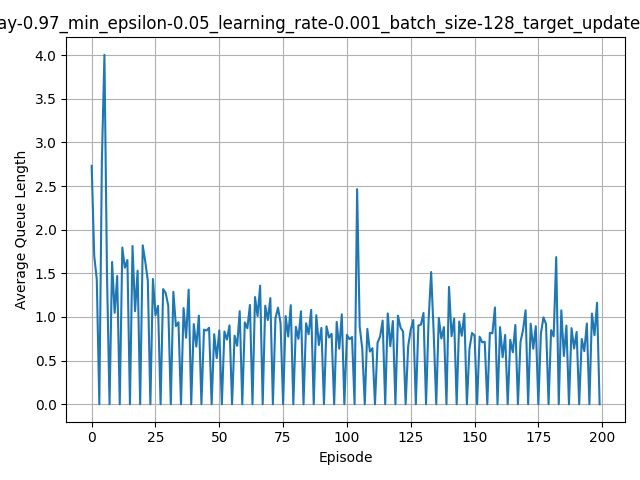 ay-0.97_min_epsilon-0.05_learning_rate-0.001_batch_size-128_target_update
4.0
3.5
3.0
2.5
2.0
1.5
1.0
0.5
0.0
Average Queue Length
0 25 50 75 100 125 150 175 200
Episode